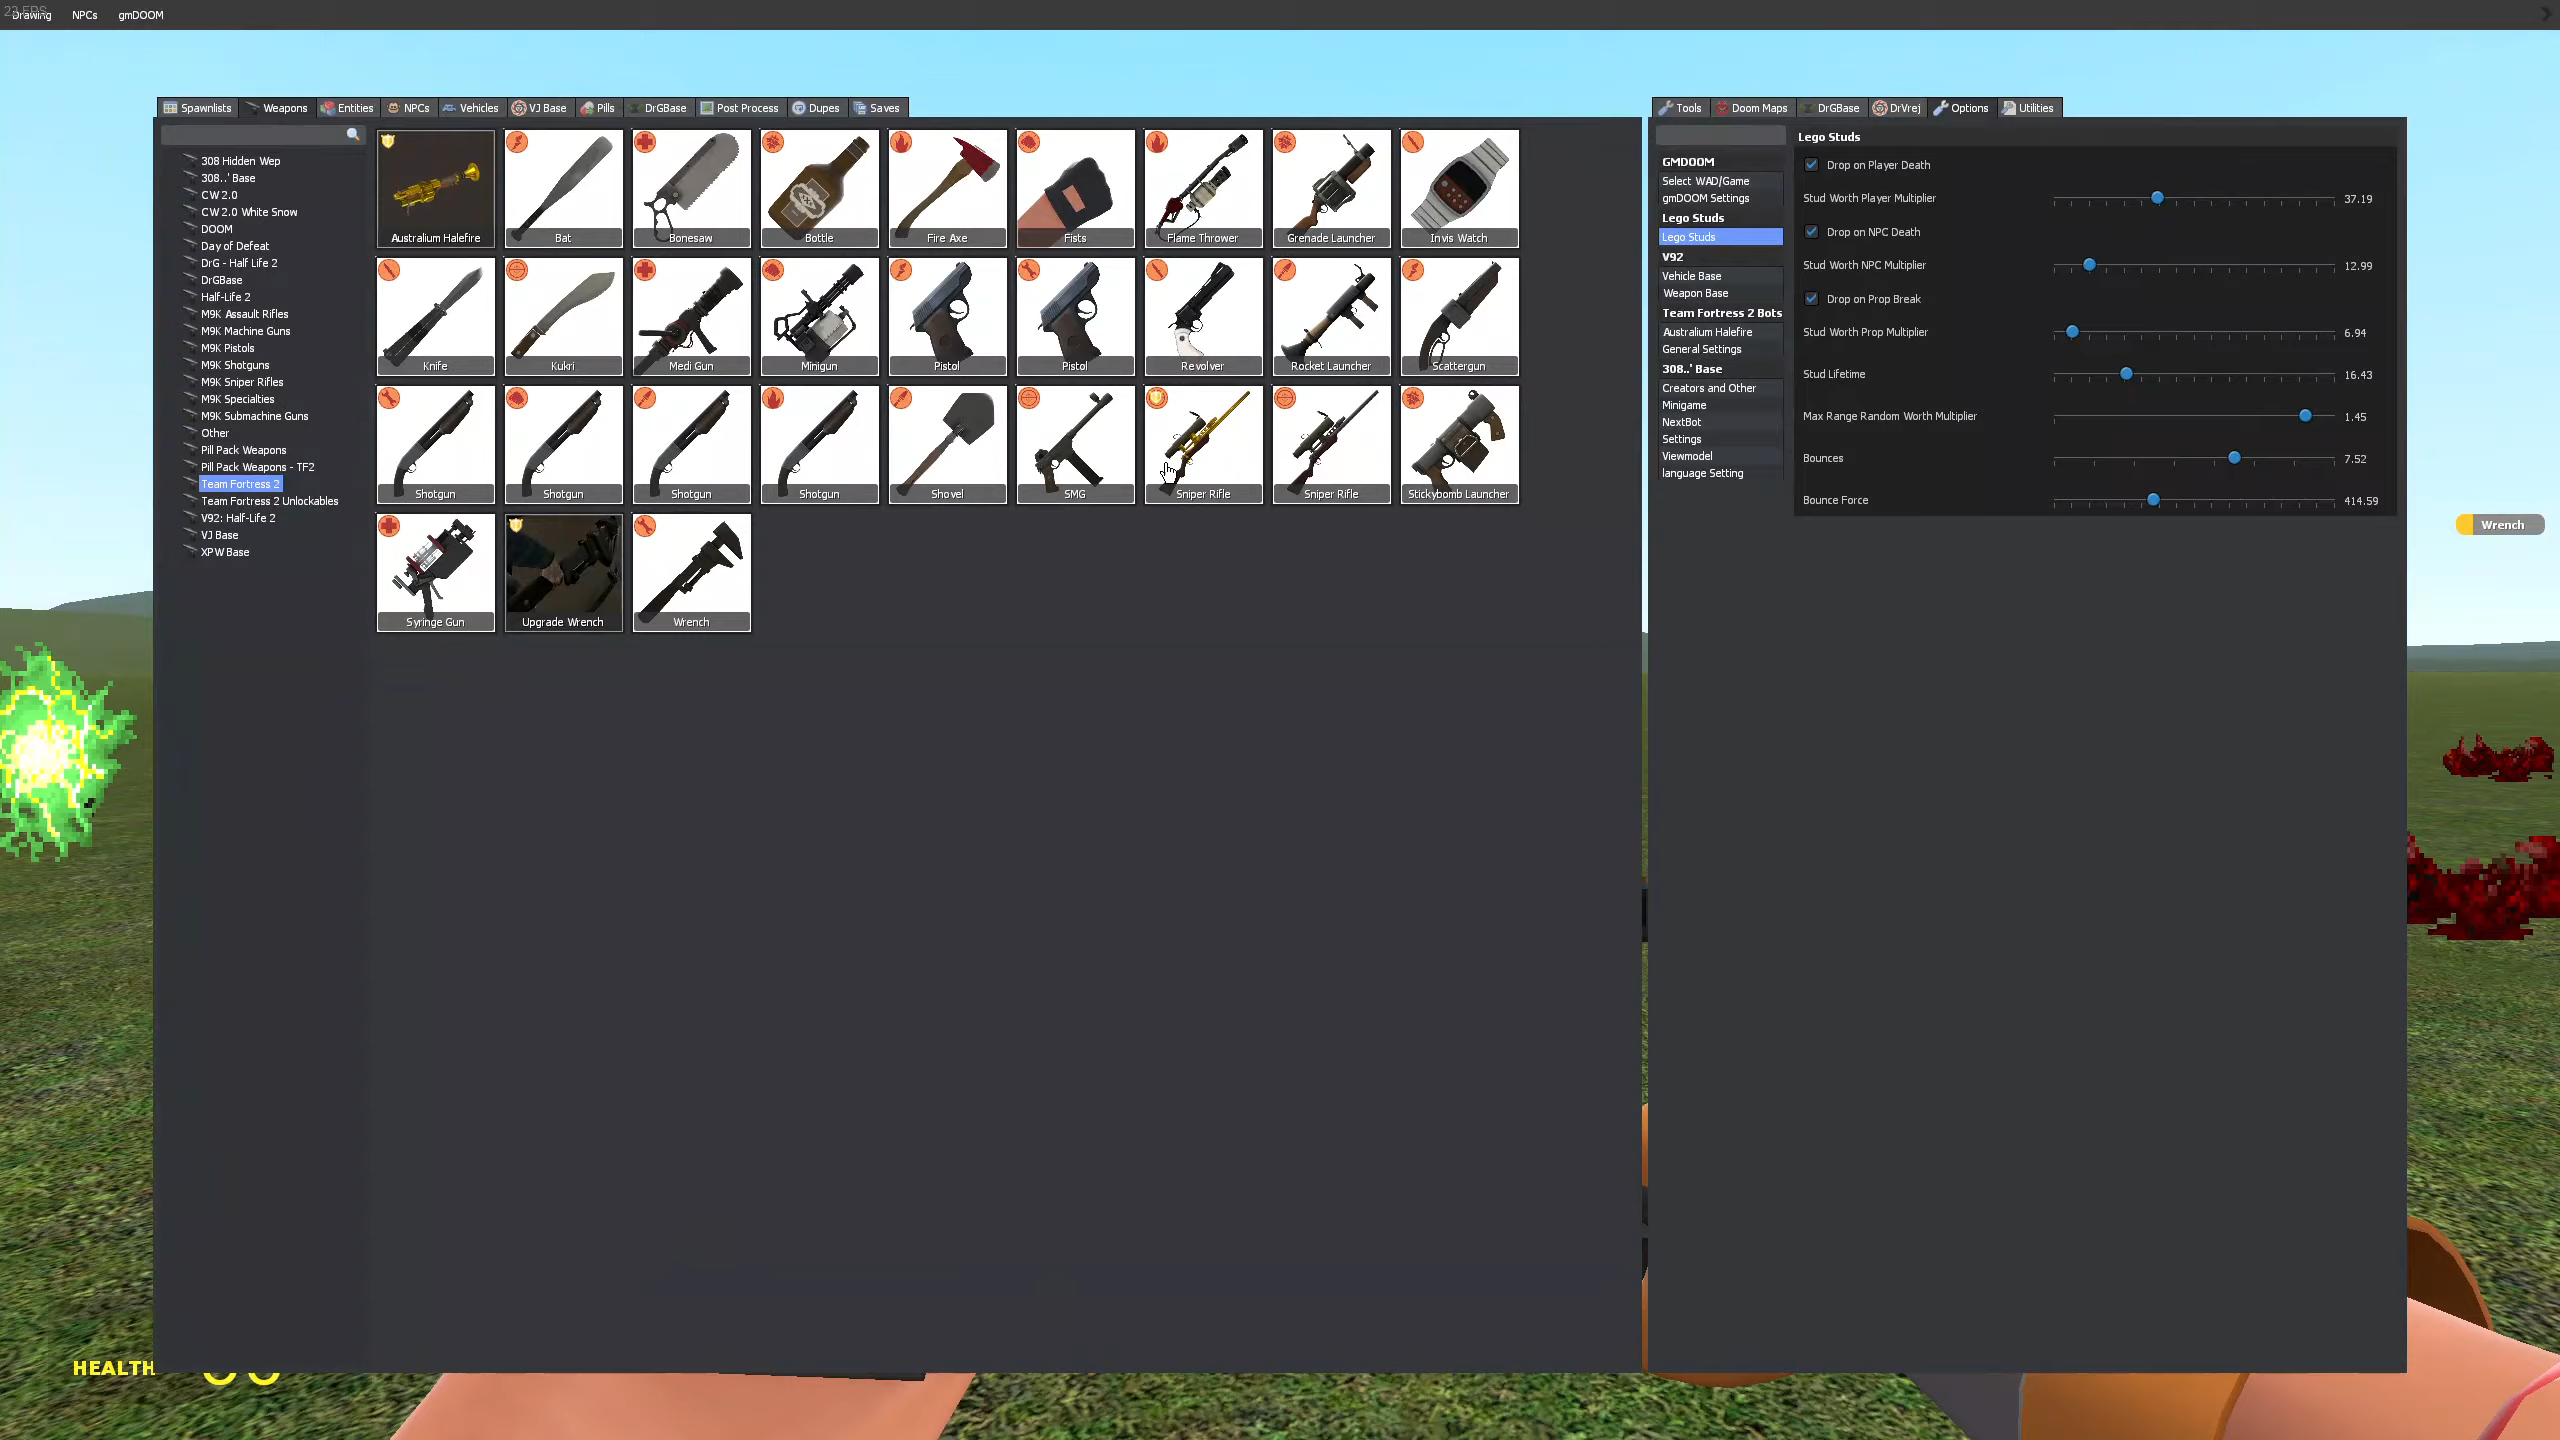 23 FPS
Drawing NPCs gmDOOM
Spawnlists Weapons Entities NPCs Vehicles VJ Base Pills DrGBase Post Process Dupes Saves
308 Hidden Wep
308..' Base
CW 2.0
CW 2.0 White Snow
DOOM
Day of Defeat
DrG - Half Life 2
DrGBase
Half-Life 2
M9K Assault Rifles
M9K Machine Guns
M9K Pistols
M9K Shotguns
M9K Sniper Rifles
M9K Specialties
M9K Submachine Guns
Other
Pill Pack Weapons
Pill Pack Weapons - TF2
Team Fortress 2
Team Fortress 2 Unlockables
V92: Half-Life 2
VJ Base
XPW Base
Australium Halefire Bat Bonesaw Bottle Fire Axe Fists Flame Thrower Grenade Launcher Invis Watch
Knife Kukri Medi Gun Minigun Pistol Pistol Revolver Rocket Launcher Scattergun
Shotgun Shotgun Shotgun Shotgun Shovel SMG Sniper Rifle Sniper Rifle Stickybomb Launcher
Syringe Gun Upgrade Wrench Wrench
Tools Doom Maps DrGBase DrVrej Options Utilities
GMDOOM
Select WAD/Game
gmDOOM Settings
Lego Studs
Lego Studs
V92
Vehicle Base
Weapon Base
Team Fortress 2 Bots
Australium Halefire
General Settings
308..' Base
Creators and Other
Minigame
NextBot
Settings
Viewmodel
language Setting
Lego Studs
Drop on Player Death
Stud Worth Player Multiplier 37.19
Drop on NPC Death
Stud Worth NPC Multiplier 12.99
Drop on Prop Break
Stud Worth Prop Multiplier 6.94
Stud Lifetime 16.43
Max Range Random Worth Multiplier 1.45
Bounces 7.52
Bounce Force 414.59
Wrench
HEALTH